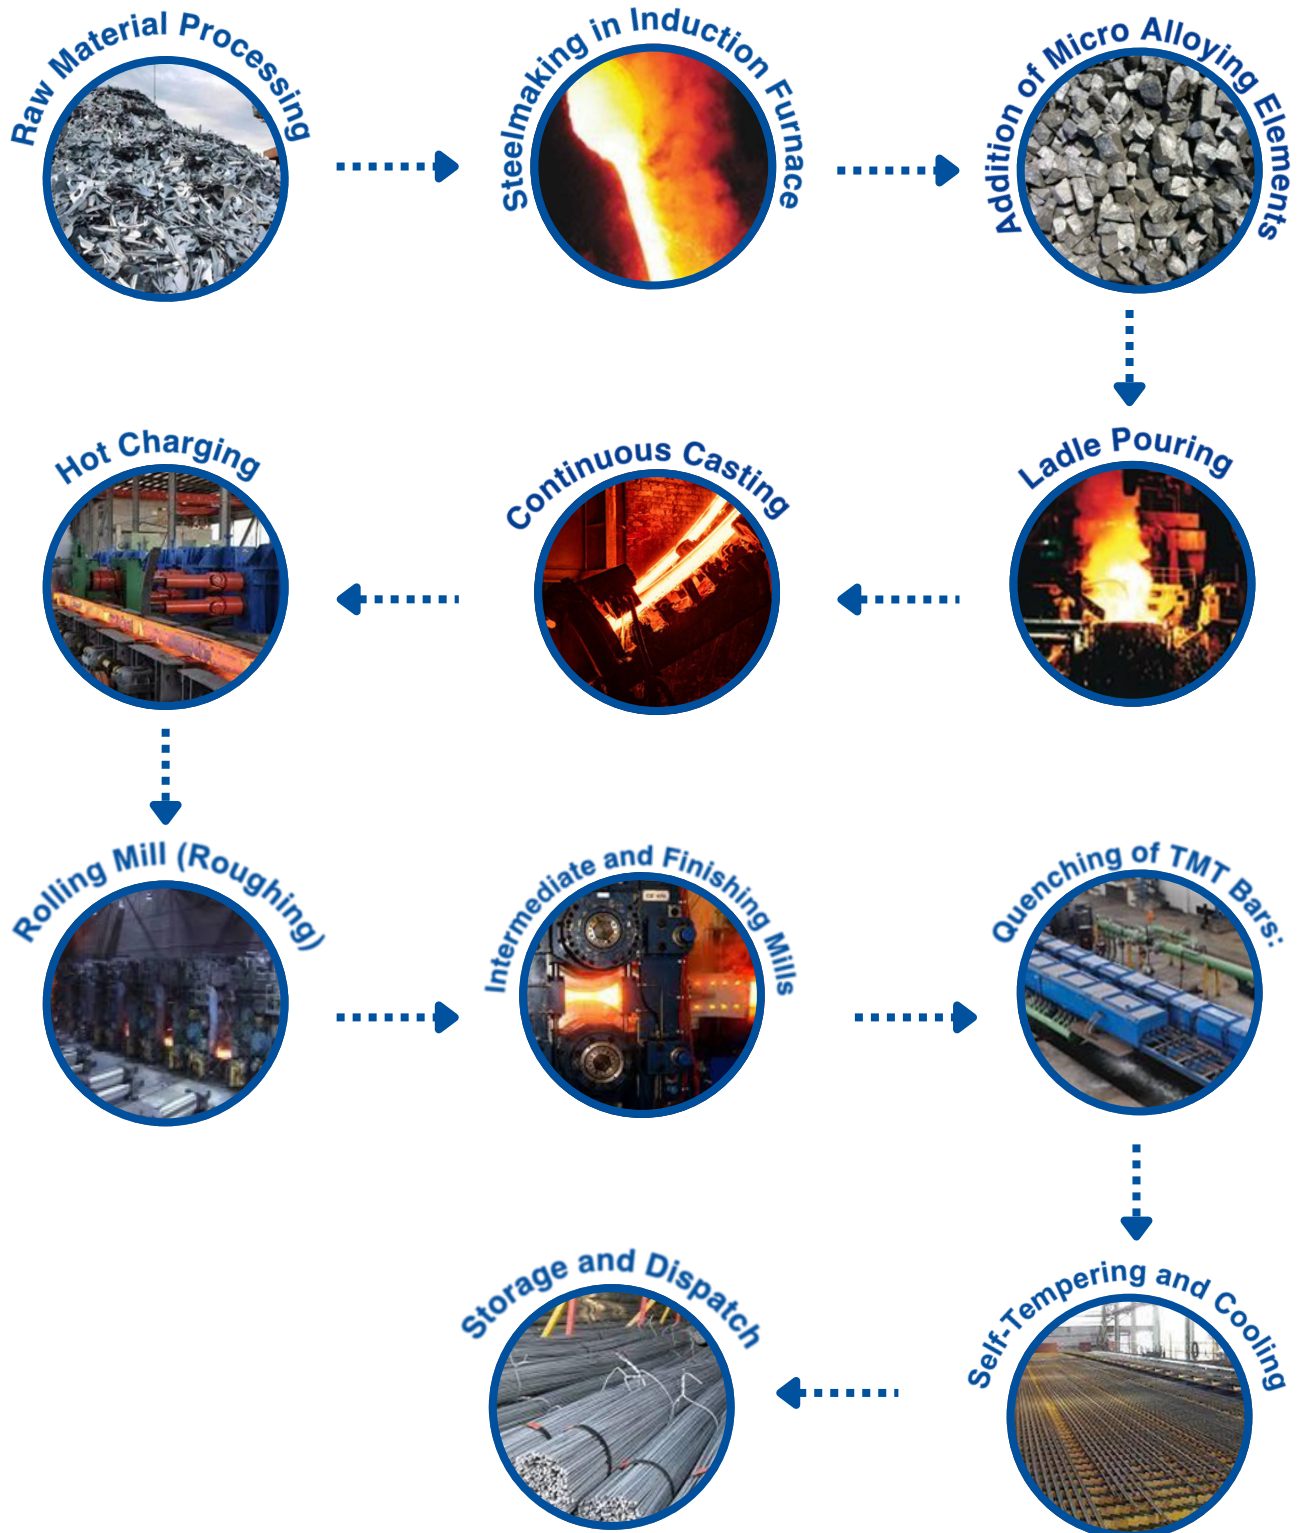 Raw Material Processing
Steelmaking in Induction Furnace
Addition of Micro Alloying Elements
Ladle Pouring
Continuous Casting
Hot Charging
Rolling Mill (Roughing)
Intermediate and Finishing Mills
Quenching of TMT Bars:
Self-Tempering and Cooling
Storage and Dispatch